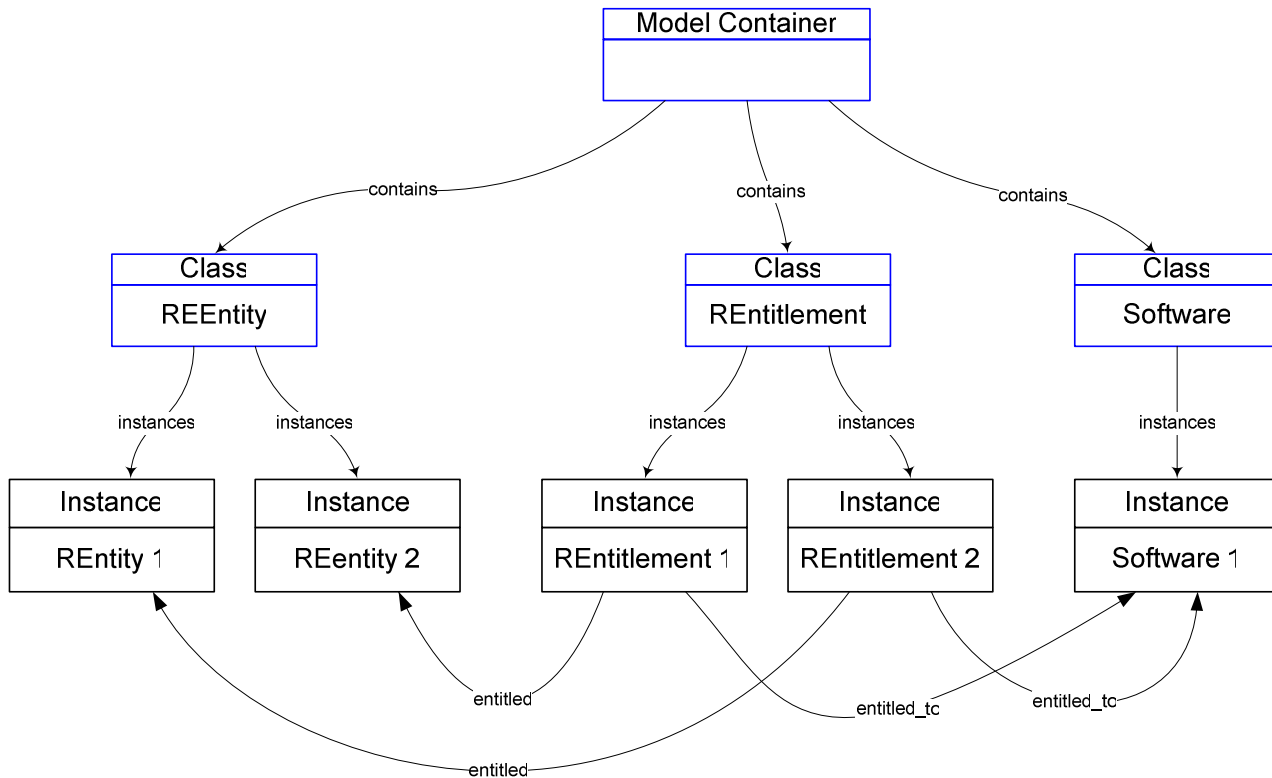 Model Container
contains
contains
contains
Class
Class
Class
REEntity
REntitlement
Software
instances
instances
instances
instances
instances
Instance
Instance
Instance
Instance
Instance
REntity 1
REentity 2
REntitlement 1
REntitlement 2
Software 1
entitled
entitled_to
entitled_to
entitled